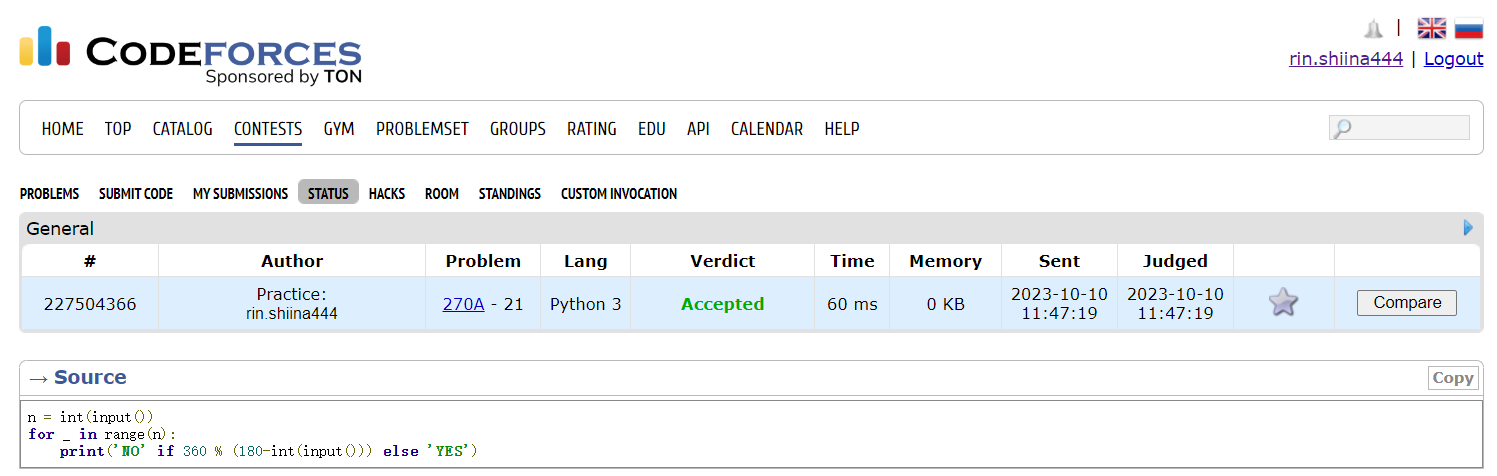 CODEFORCES
Sponsored by TON
|
rin.shiina444 | Logout
HOME TOP CATALOG CONTESTS GYM PROBLEMSET GROUPS RATING EDU API CALENDAR HELP
PROBLEMS SUBMIT CODE MY SUBMISSIONS STATUS HACKS ROOM STANDINGS CUSTOM INVOCATION
General
# Author Problem Lang Verdict Time Memory Sent Judged
227504366 Practice: rin.shiina444 270A - 21 Python 3 Accepted 60 ms 0 KB 2023-10-10 11:47:19 2023-10-10 11:47:19 Compare
→ Source Copy
n = int(input())
for _ in range(n):
    print('NO' if 360 % (180-int(input())) else 'YES')